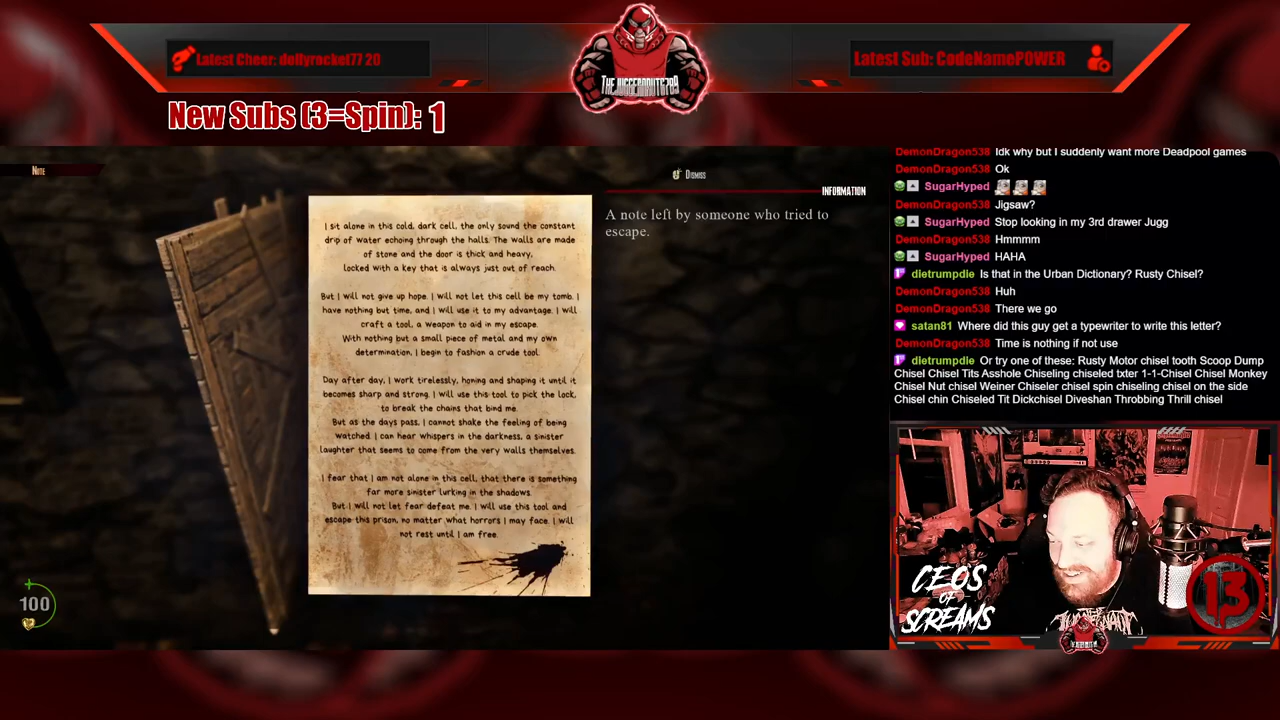 Latest Cheer: dollyrocket77 20
THEJUGGERNAUT6789
Latest Sub: CodeNamePOWER
New Subs (3=Spin): 1
Note
Dismiss
INFORMATION
A note left by someone who tried to
escape.
I sit alone in this cold, dark cell, the only sound the constant
drip of water echoing through the halls. The walls are made
of stone and the door is thick and heavy,
locked with a key that is always just out of reach.
But I will not give up hope. I will not let this cell be my tomb. I
have nothing but time, and I will use it to my advantage. I will
craft a tool, a weapon to aid in my escape.
With nothing but a small piece of metal and my own
determination, I begin to fashion a crude tool.
Day after day, I work tirelessly, honing and shaping it until it
becomes sharp and strong. I will use this tool to pick the lock,
to break the chains that bind me.
But as the days pass, I cannot shake the feeling of being
watched. I can hear whispers in the darkness, a sinister
laughter that seems to come from the very walls themselves.
I fear that I am not alone in this cell, that there is something
far more sinister lurking in the shadows.
But I will not let fear defeat me. I will use this tool and
escape this prison, no matter what horrors I may face. I will
not rest until I am free.
100
DemonDragon538 Idk why but I suddenly want more Deadpool games
DemonDragon538 Ok
SugarHyped
DemonDragon538 Jigsaw?
SugarHyped Stop looking in my 3rd drawer Jugg
DemonDragon538 Hmmmm
SugarHyped HAHA
dietrumpdie Is that in the Urban Dictionary? Rusty Chisel?
DemonDragon538 Huh
DemonDragon538 There we go
satan81 Where did this guy get a typewriter to write this letter?
DemonDragon538 Time is nothing if not use
dietrumpdie Or try one of these: Rusty Motor chisel tooth Scoop Dump
Chisel Chisel Tits Asshole Chiseling chiseled txter 1-1-Chisel Chisel Monkey
Chisel Nut chisel Weiner Chiseler chisel spin chiseling chisel on the side
Chisel chin Chiseled Tit Dickchisel Diveshan Throbbing Thrill chisel
CEOS
OF
SCREAMS
13